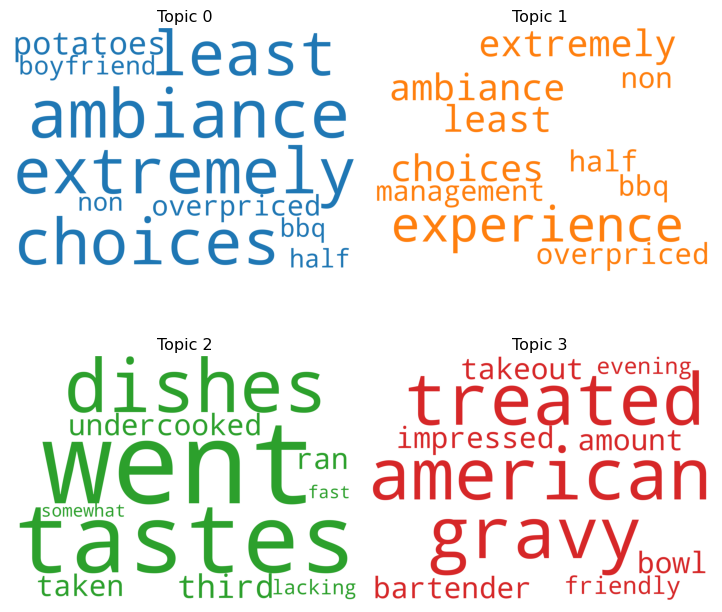 Topic 0
potatoes
least
boyfriend
ambiance
extremely
non
overpriced
choices
bbq
half
Topic 1
extremely
non
ambiance
least
choices
half
management
bbq
experience
overpriced
Topic 2
dishes
undercooked
went
ran
fast
somewhat
tastes
taken
third
lacking
Topic 3
takeout
evening
treated
impressed
amount
american
gravy
bowl
bartender
friendly